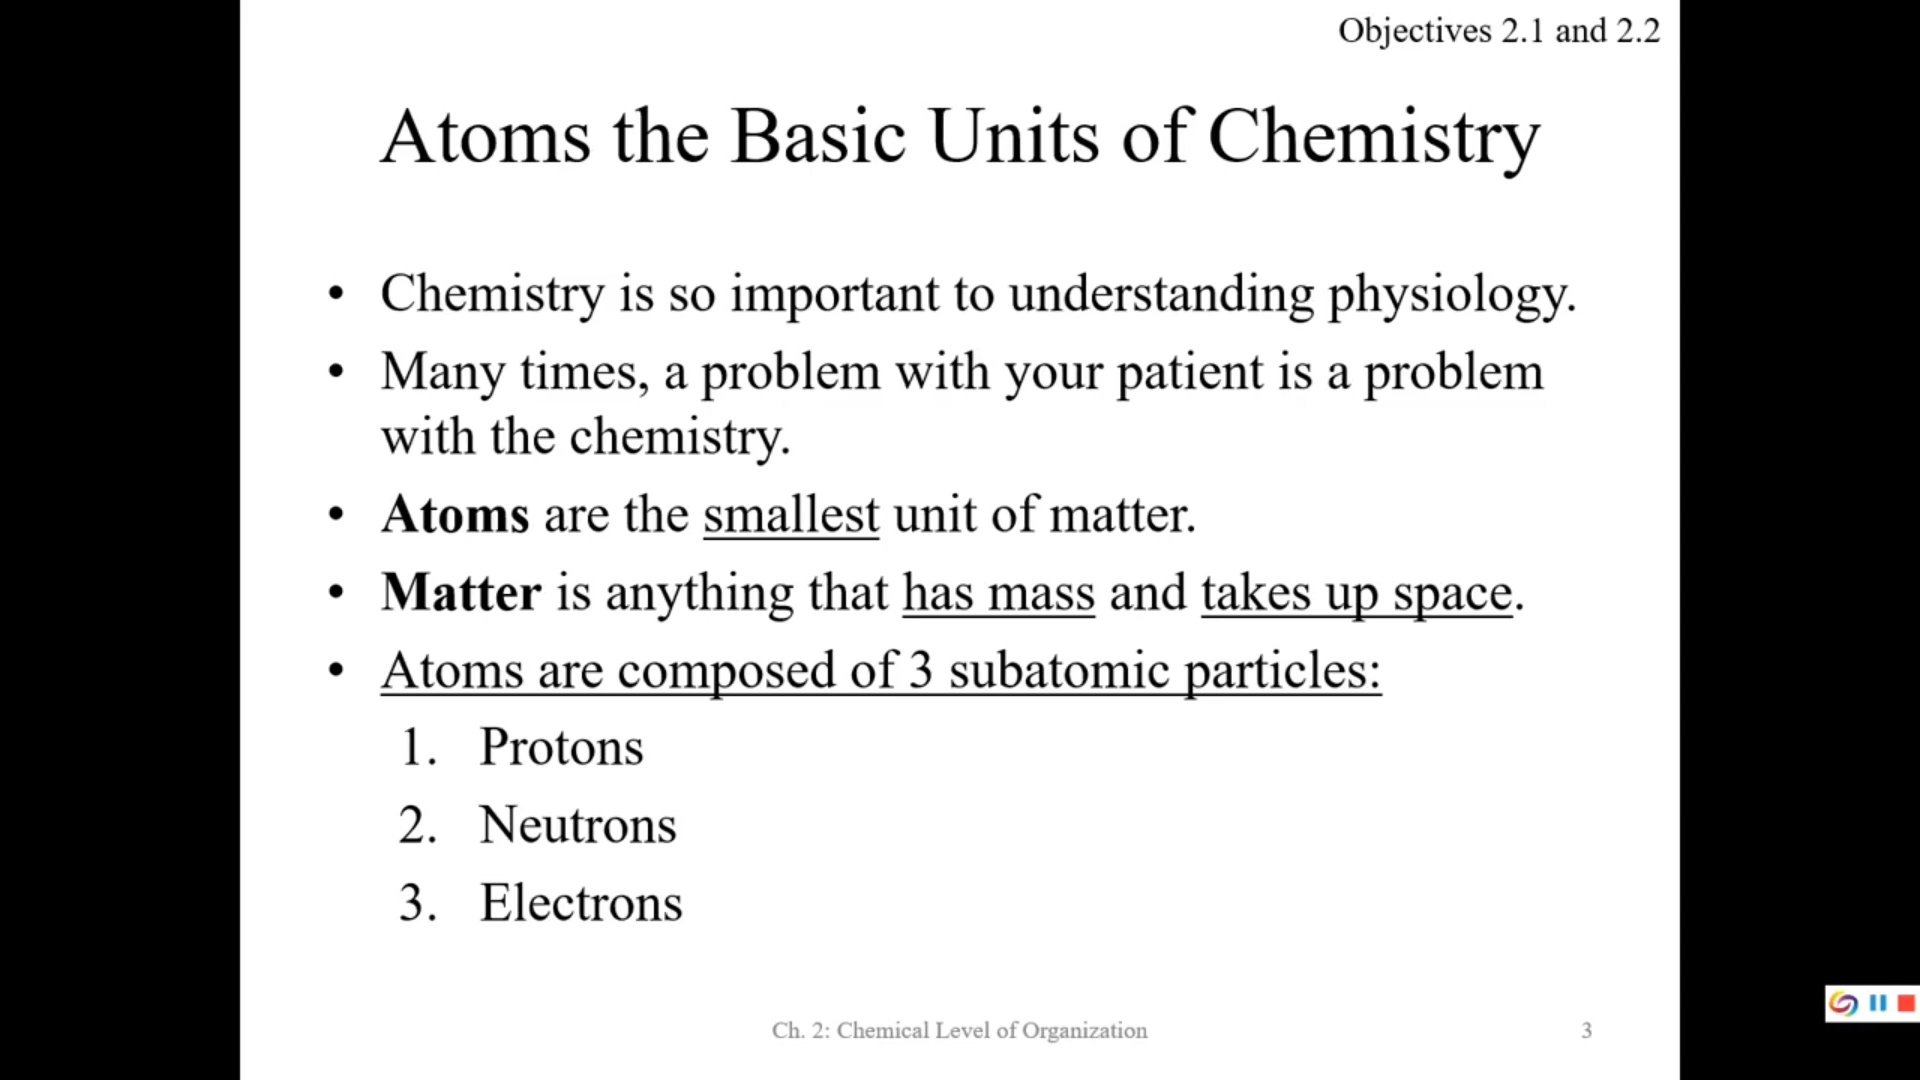 Objectives 2.1 and 2.2
Atoms the Basic Units of Chemistry
• Chemistry is so important to understanding physiology.
• Many times, a problem with your patient is a problem
with the chemistry.
• Atoms are the smallest unit of matter.
• Matter is anything that has mass and takes up space.
• Atoms are composed of 3 subatomic particles:
1. Protons
2. Neutrons
3. Electrons
Ch. 2: Chemical Level of Organization
3